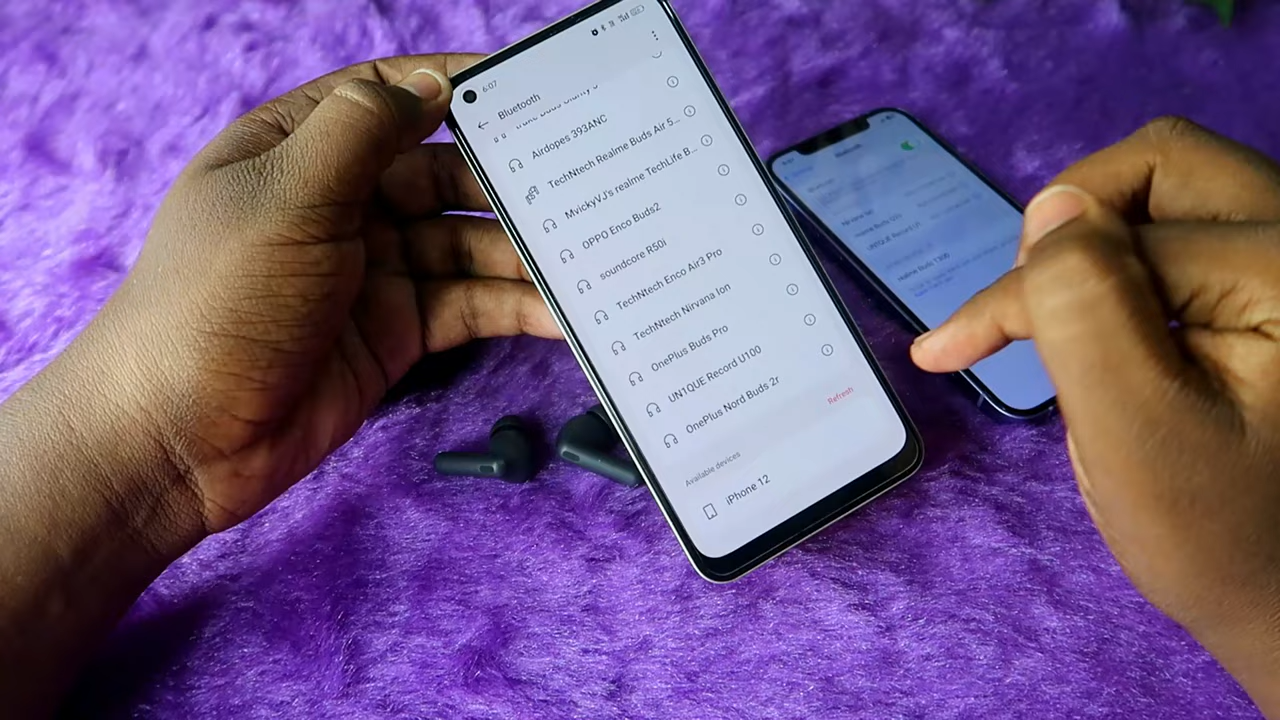 6:07
Bluetooth
Airdopes 393ANC
TechNtech Realme Buds Air 5...
MvickyVJ's realme TechLife B...
OPPO Enco Buds2
soundcore R50i
TechNtech Enco Air3 Pro
TechNtech Nirvana Ion
OnePlus Buds Pro
UN1QUE Record U100
OnePlus Nord Buds 2r
Refresh
Available devices
iPhone 12